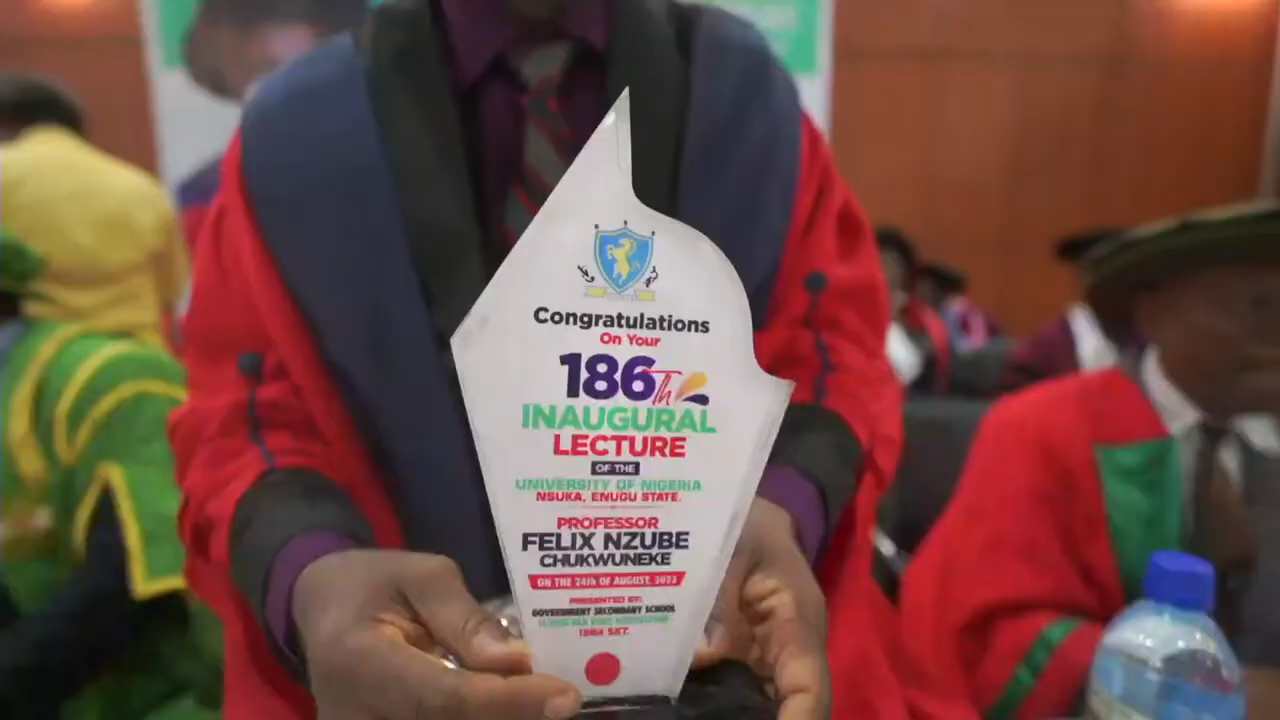 Congratulations
On Your
186Th
INAUGURAL
LECTURE
OF THE
UNIVERSITY OF NIGERIA
NSUKA, ENUGU STATE.
PROFESSOR
FELIX NZUBE
CHUKWUNEKE
ON THE 24th OF AUGUST, 2023
PRESENTED BY:
GOVERNMENT SECONDARY SCHOOL
SET.